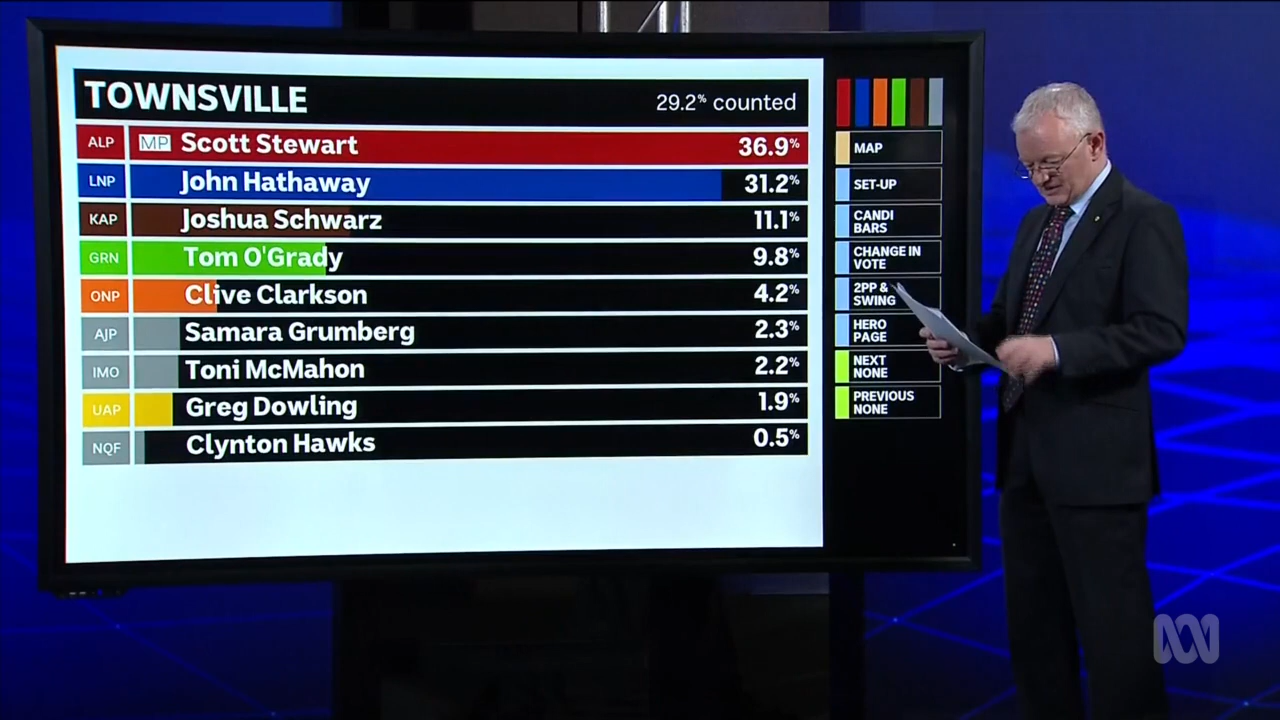 TOWNSVILLE 29.2% counted
ALP MP Scott Stewart 36.9%
LNP John Hathaway 31.2%
KAP Joshua Schwarz 11.1%
GRN Tom O'Grady 9.8%
ONP Clive Clarkson 4.2%
AJP Samara Grumberg 2.3%
IMO Toni McMahon 2.2%
UAP Greg Dowling 1.9%
NQF Clynton Hawks 0.5%
MAP
SET-UP
CANDI
BARS
CHANGE IN
VOTE
2PP &
SWING
HERO
PAGE
NEXT
NONE
PREVIOUS
NONE